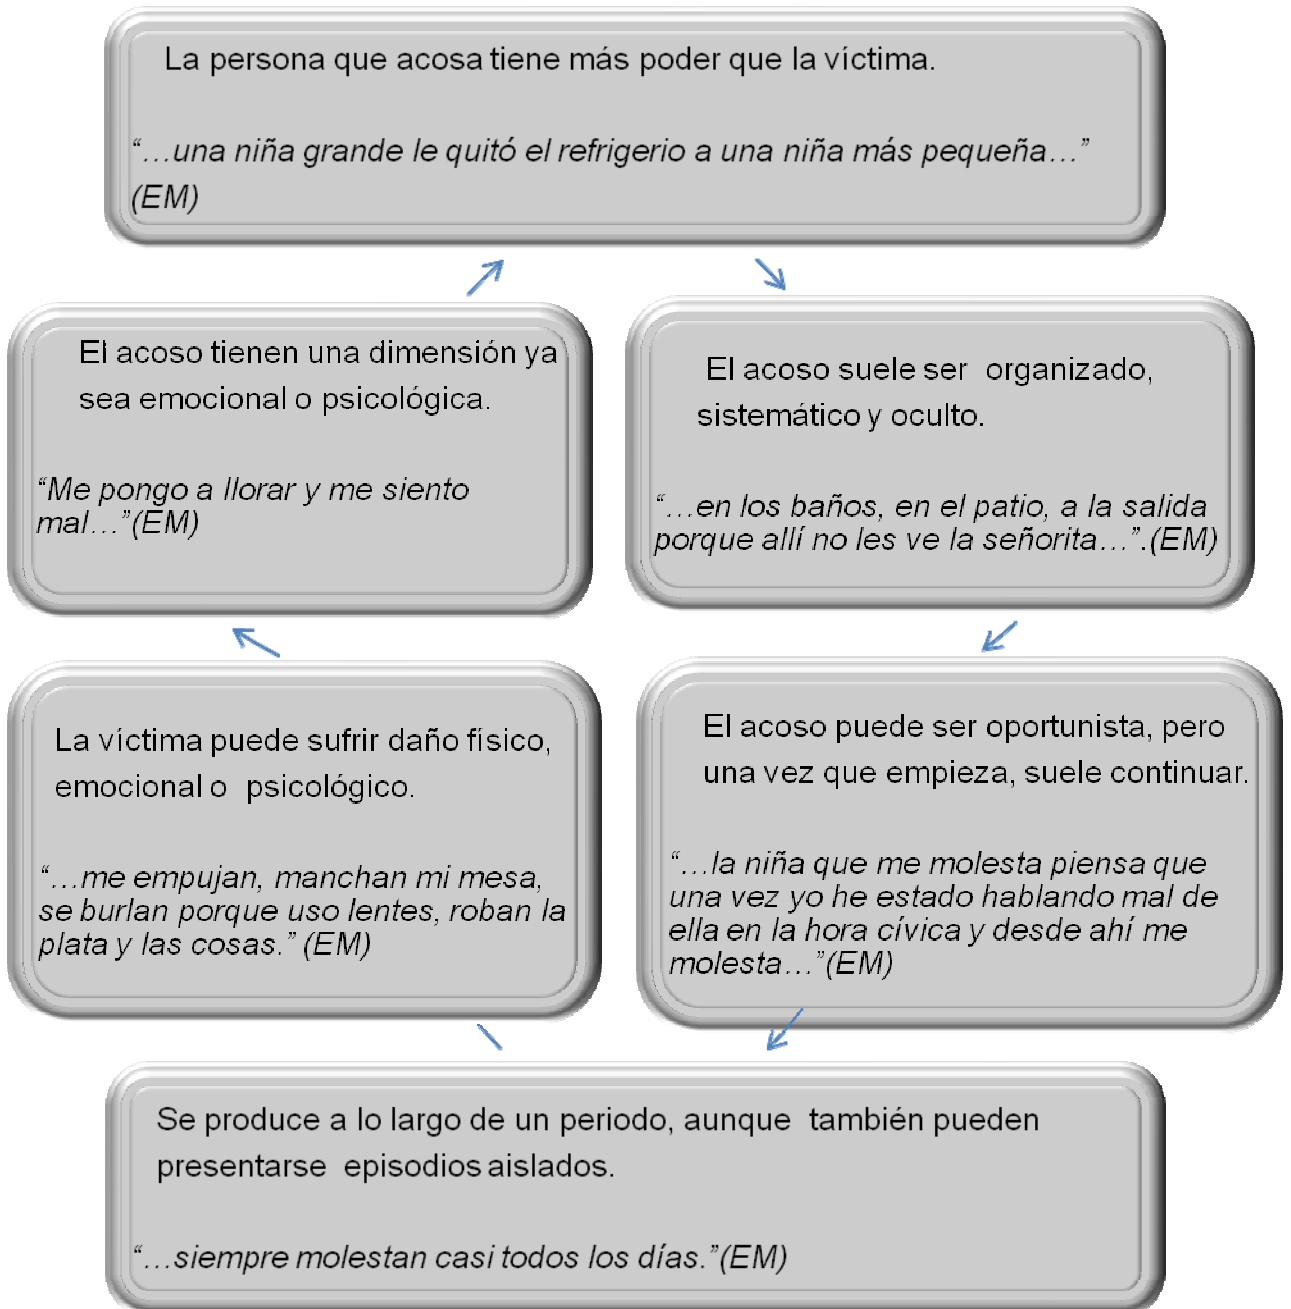 La persona que acosa tiene más poder que la víctima.
“…una niña grande le quitó el refrigerio a una niña más pequeña…”
(EM)
El acoso tienen una dimensión ya
sea emocional o psicológica.
“Me pongo a llorar y me siento
mal…”(EM)
El acoso suele ser organizado,
sistemático y oculto.
“…en los baños, en el patio, a la salida
porque allí no les ve la señorita…”.(EM)
La víctima puede sufrir daño físico,
emocional o psicológico.
“…me empujan, manchan mi mesa,
se burlan porque uso lentes, roban la
plata y las cosas.” (EM)
El acoso puede ser oportunista, pero
una vez que empieza, suele continuar.
“…la niña que me molesta piensa que
una vez yo he estado hablando mal de
ella en la hora cívica y desde ahí me
molesta…”(EM)
Se produce a lo largo de un periodo, aunque también pueden
presentarse episodios aislados.
“…siempre molestan casi todos los días.”(EM)